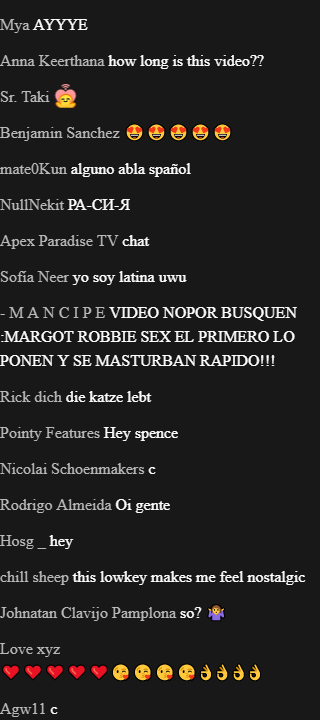 Mya AYYYE
Anna Keerthana how long is this video??
Sr. Taki
Benjamin Sanchez 😍 😍 😍 😍 😍
mate0Kun alguno abla spañol
NullNekit РА-СИ-Я
Apex Paradise TV chat
Sofía Neer yo soy latina uwu
- M A N C I P E VIDEO NOPOR BUSQUEN
:MARGOT ROBBIE SEX EL PRIMERO LO
PONEN Y SE MASTURBAN RAPIDO!!!
Rick dich die katze lebt
Pointy Features Hey spence
Nicolai Schoenmakers c
Rodrigo Almeida Oi gente
Hosg _ hey
chill sheep this lowkey makes me feel nostalgic
Johnatan Clavijo Pamplona so? 🤷‍♀️
Love xyz
❤️ ❤️ ❤️ ❤️ ❤️ 😘 😘 😘 😘 👌 👌 👌 👌
Agw11 c